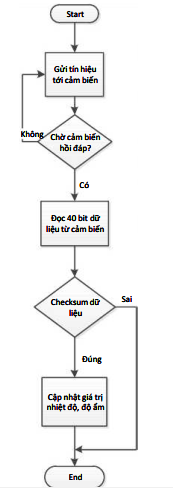 Start
Gửi tín hiệu
tới cảm biến
Không
Chờ cảm biến
hồi đáp?
Có
Đọc 40 bit dữ
liệu từ cảm biến
Checksum dữ
liệu
Sai
Đúng
Cập nhật giá trị
nhiệt độ, độ ẩm
End